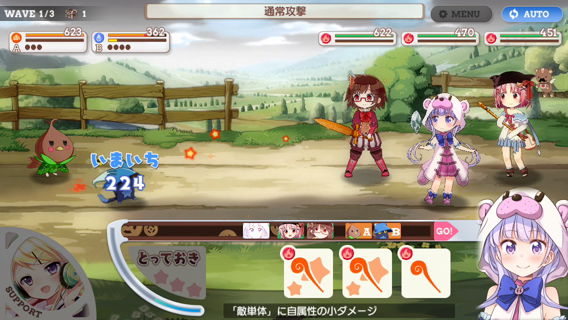 WAVE 1/3 1
通常攻撃
MENU
AUTO
623
362
622
470
451
A
B
いまいち
224
A
B
GO!
とっておき
SUPPORT
「敵単体」に自属性の小ダメージ